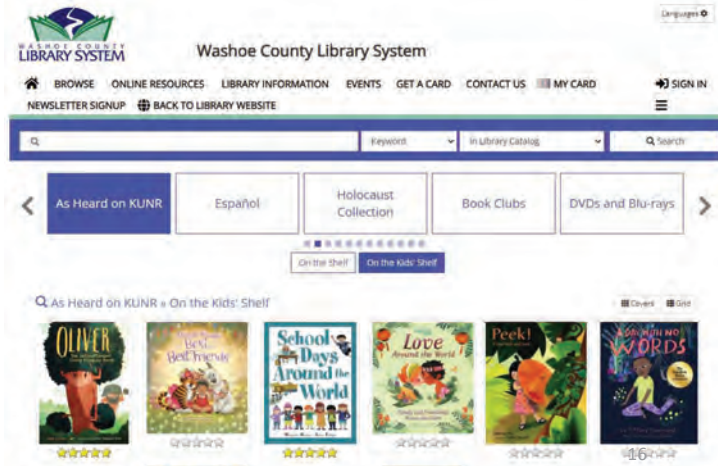 Languages
WASHOE COUNTY
LIBRARY SYSTEM
Washoe County Library System
BROWSE ONLINE RESOURCES LIBRARY INFORMATION EVENTS GET A CARD CONTACT US MY CARD SIGN IN
NEWSLETTER SIGNUP BACK TO LIBRARY WEBSITE
Keyword In Library Catalog Search
As Heard on KUNR Español Holocaust Collection Book Clubs DVDs and Blu-rays
On the Shelf On the Kids' Shelf
As Heard on KUNR » On the Kids' Shelf Covers Grid
OLIVER
Best Best Friends
School Days Around the World
Love Around the World
Peek!
A DAY WITH NO WORDS
16